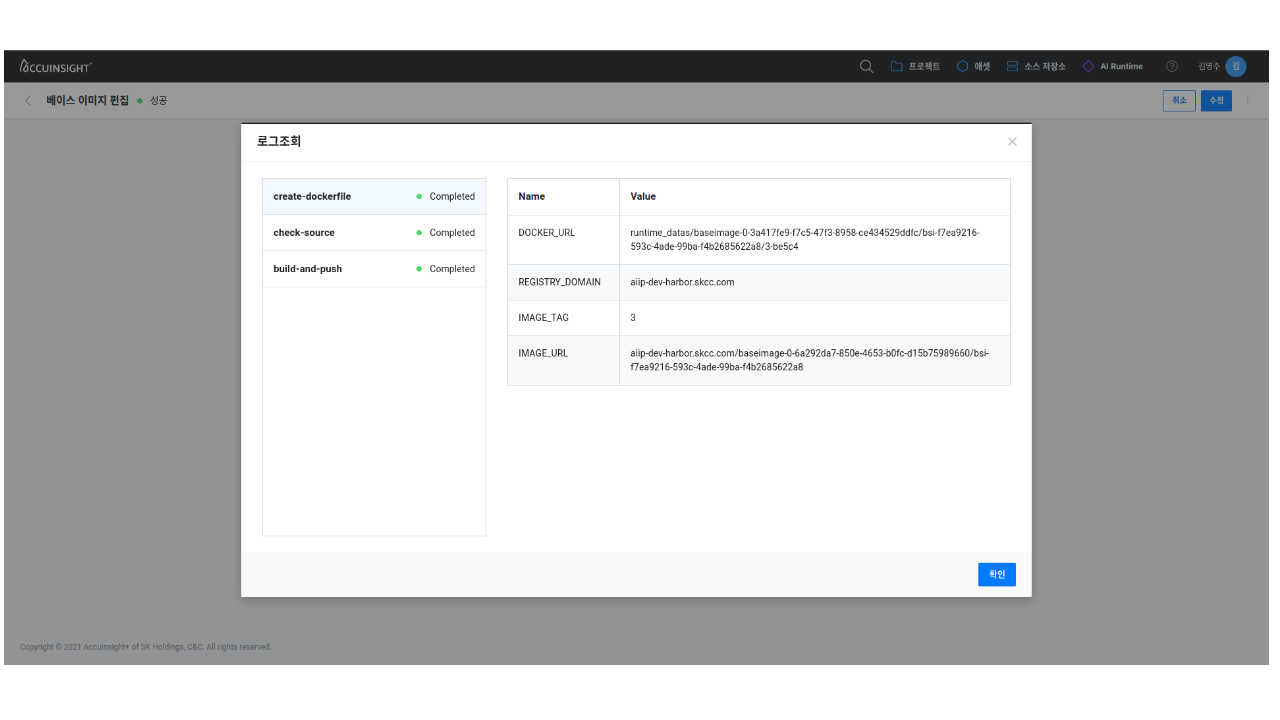 ACCUINSIGHT+
프로젝트 애셋 소스 저장소 AI Runtime 김영주 김
베이스 이미지 편집 성공 취소 수정
로그조회
create-dockerfile Completed
check-source Completed
build-and-push Completed
Name Value
DOCKER_URL runtime_datas/baseimage-0-3a417fe9-f7c5-47f3-8958-ce434529ddfc/bsi-f7ea9216-
593c-4ade-99ba-f4b2685622a8/3-be5c4
REGISTRY_DOMAIN aiip-dev-harbor.skcc.com
IMAGE_TAG 3
IMAGE_URL aiip-dev-harbor.skcc.com/baseimage-0-6a292da7-850e-4653-b0fc-d15b75989660/bsi-
f7ea9216-593c-4ade-99ba-f4b2685622a8
확인
Copyright © 2021 Accuinsight+ of SK Holdings, C&C. All rights reserved.